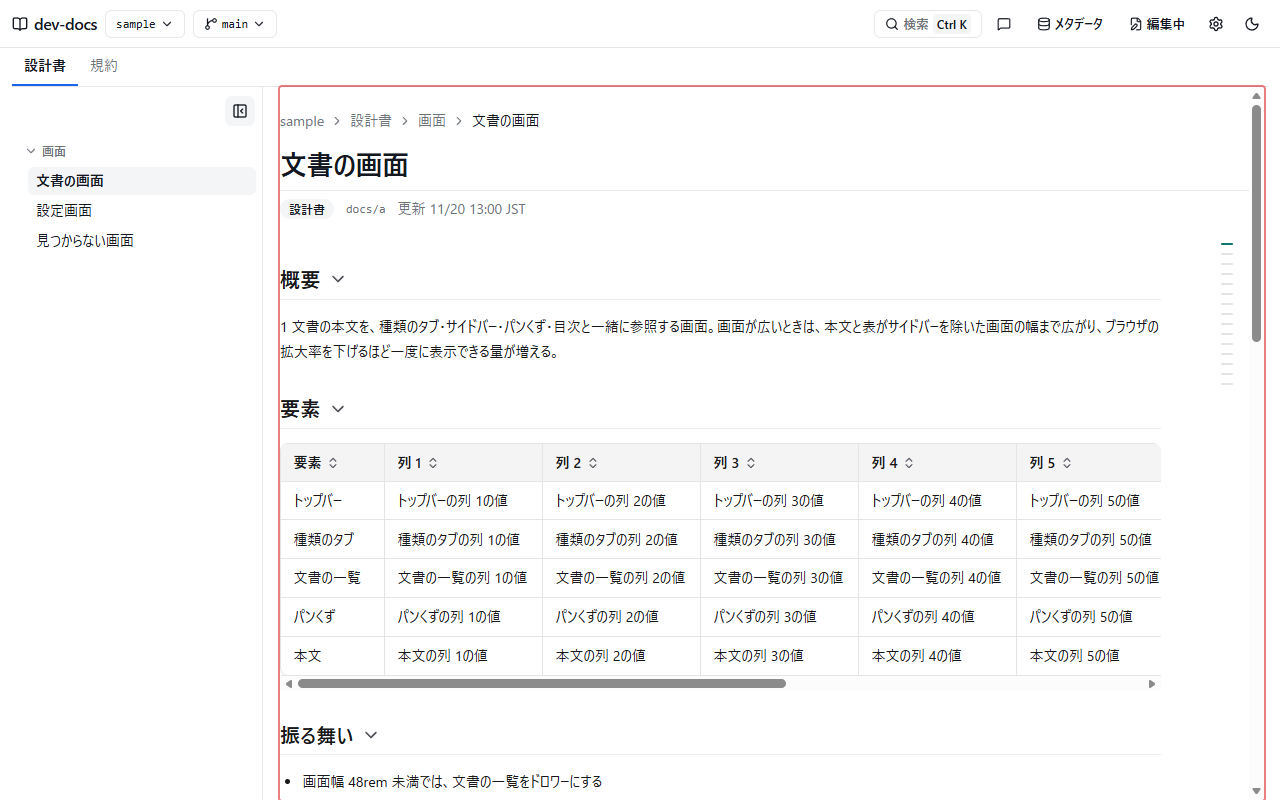 dev-docs sample main 検索 Ctrl K メタデータ 編集中
設計書 規約
sample 設計書 画面 文書の画面
画面
文書の画面
設定画面
見つからない画面
文書の画面
設計書 docs/a 更新 11/20 13:00 JST
概要
1 文書の本文を、種類のタブ・サイドバー・パンくず・目次と一緒に参照する画面。画面が広いときは、本文と表がサイドバーを除いた画面の幅まで広がり、ブラウザの
拡大率を下げるほど一度に表示できる量が増える。
要素
要素 列 1 列 2 列 3 列 4 列 5
トップバー トップバーの列 1の値 トップバーの列 2の値 トップバーの列 3の値 トップバーの列 4の値 トップバーの列 5の値
種類のタブ 種類のタブの列 1の値 種類のタブの列 2の値 種類のタブの列 3の値 種類のタブの列 4の値 種類のタブの列 5の値
文書の一覧 文書の一覧の列 1の値 文書の一覧の列 2の値 文書の一覧の列 3の値 文書の一覧の列 4の値 文書の一覧の列 5の値
パンくず パンくずの列 1の値 パンくずの列 2の値 パンくずの列 3の値 パンくずの列 4の値 パンくずの列 5の値
本文 本文の列 1の値 本文の列 2の値 本文の列 3の値 本文の列 4の値 本文の列 5の値
振る舞い
• 画面幅 48rem 未満では、文書の一覧をドロワーにする